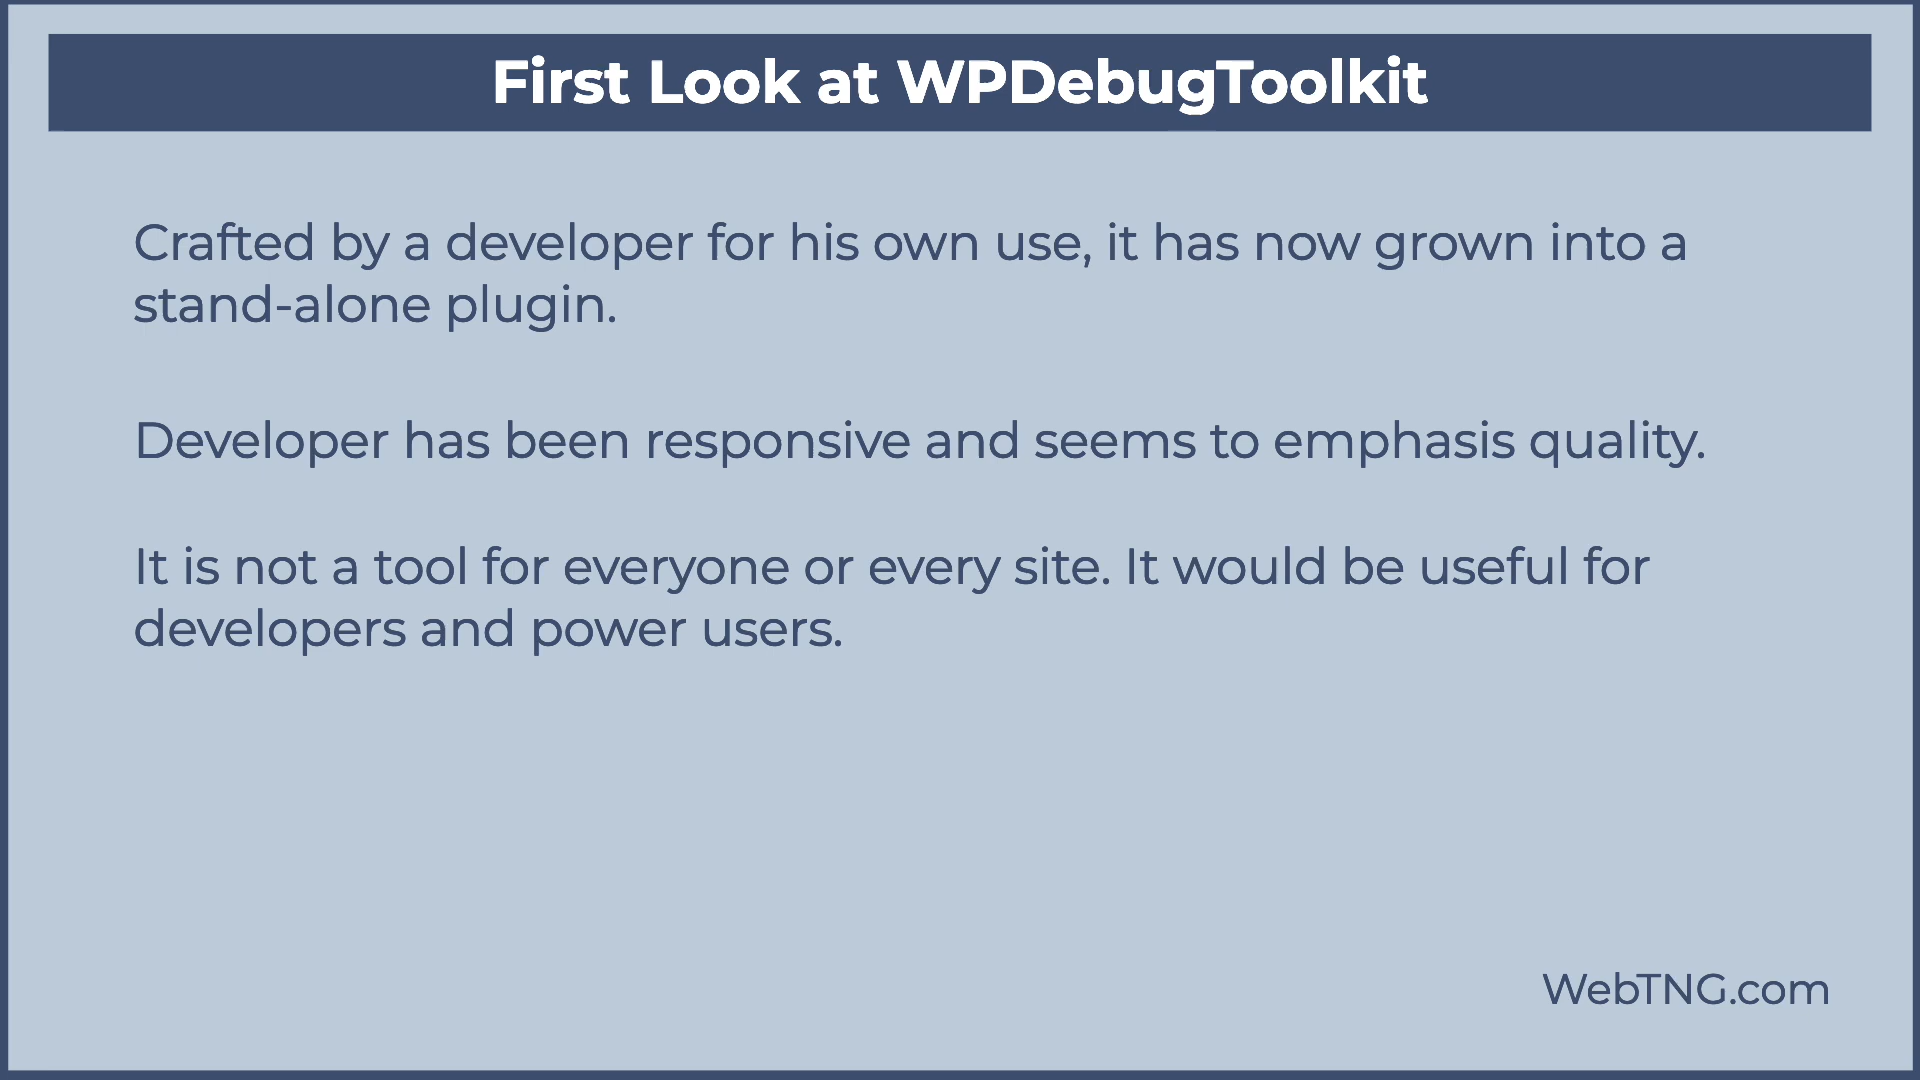 First Look at WPDebugToolkit
Crafted by a developer for his own use, it has now grown into a
stand-alone plugin.
Developer has been responsive and seems to emphasis quality.
It is not a tool for everyone or every site. It would be useful for
developers and power users.
WebTNG.com